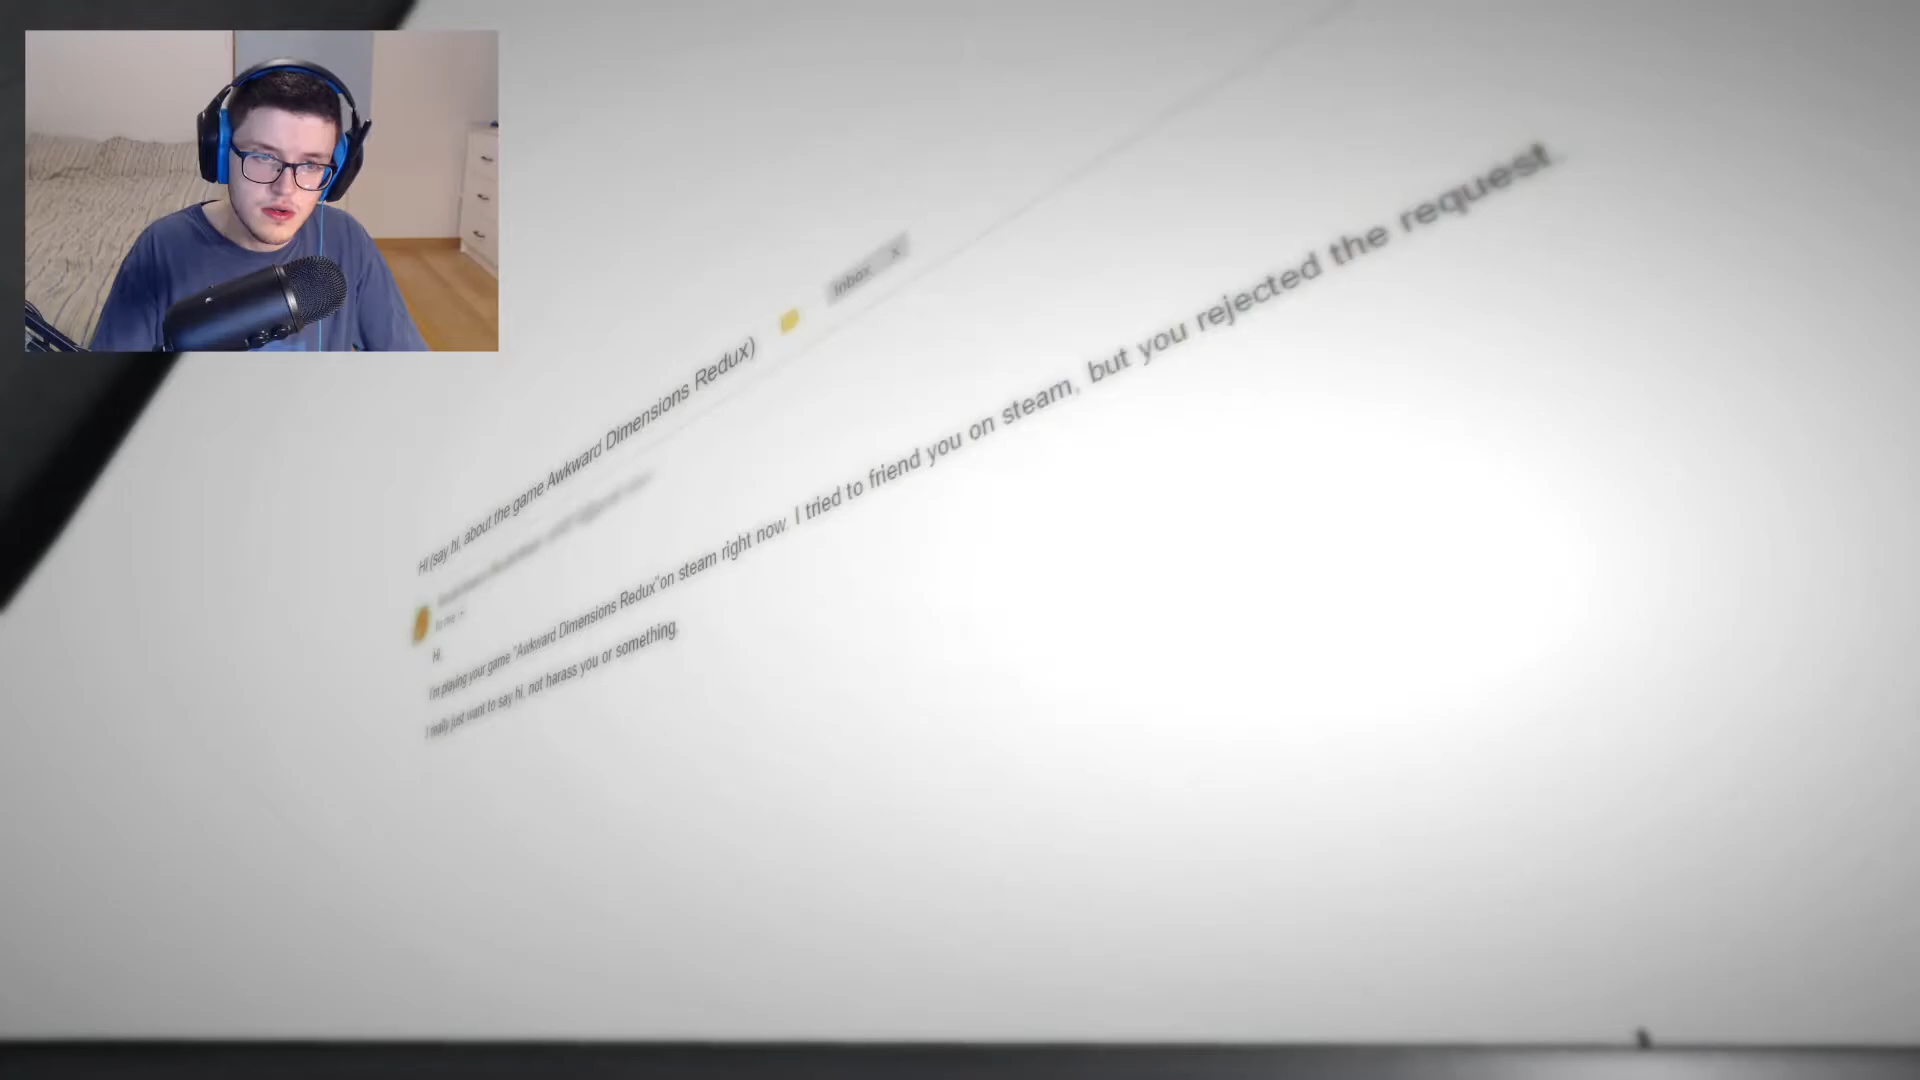 Hi (say hi, about the game Awkward Dimensions Redux)
Inbox x
to me
Hi,
I'm playing your game "Awkward Dimensions Redux"on steam right now. I tried to friend you on steam, but you rejected the request.
I really just want to say hi, not harass you or something.